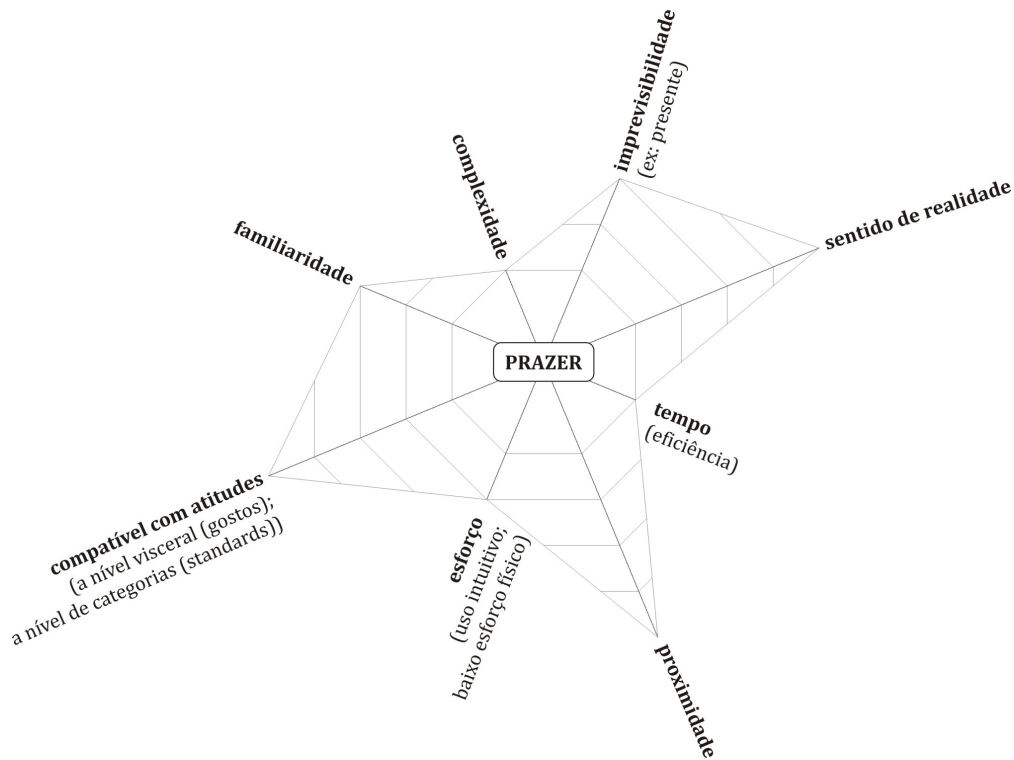 imprevisibilidade
(ex: presente)
complexidade
sentido de realidade
familiaridade
PRAZER
tempo
(eficiência)
compatível com atitudes
(a nível visceral (gostos);
a nível de categorias (standards))
esforço
(uso intuitivo;
baixo esforço físico)
proximidade